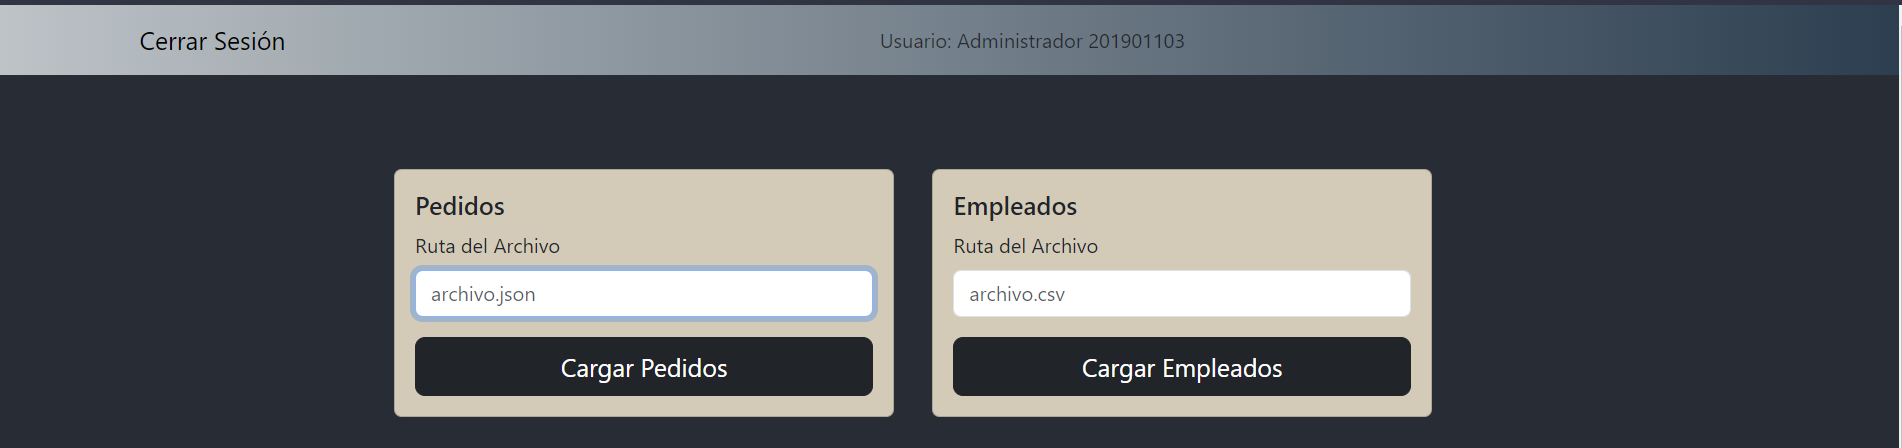 Cerrar Sesión
Usuario: Administrador 201901103
Pedidos
Ruta del Archivo
archivo.json
Cargar Pedidos
Empleados
Ruta del Archivo
archivo.csv
Cargar Empleados